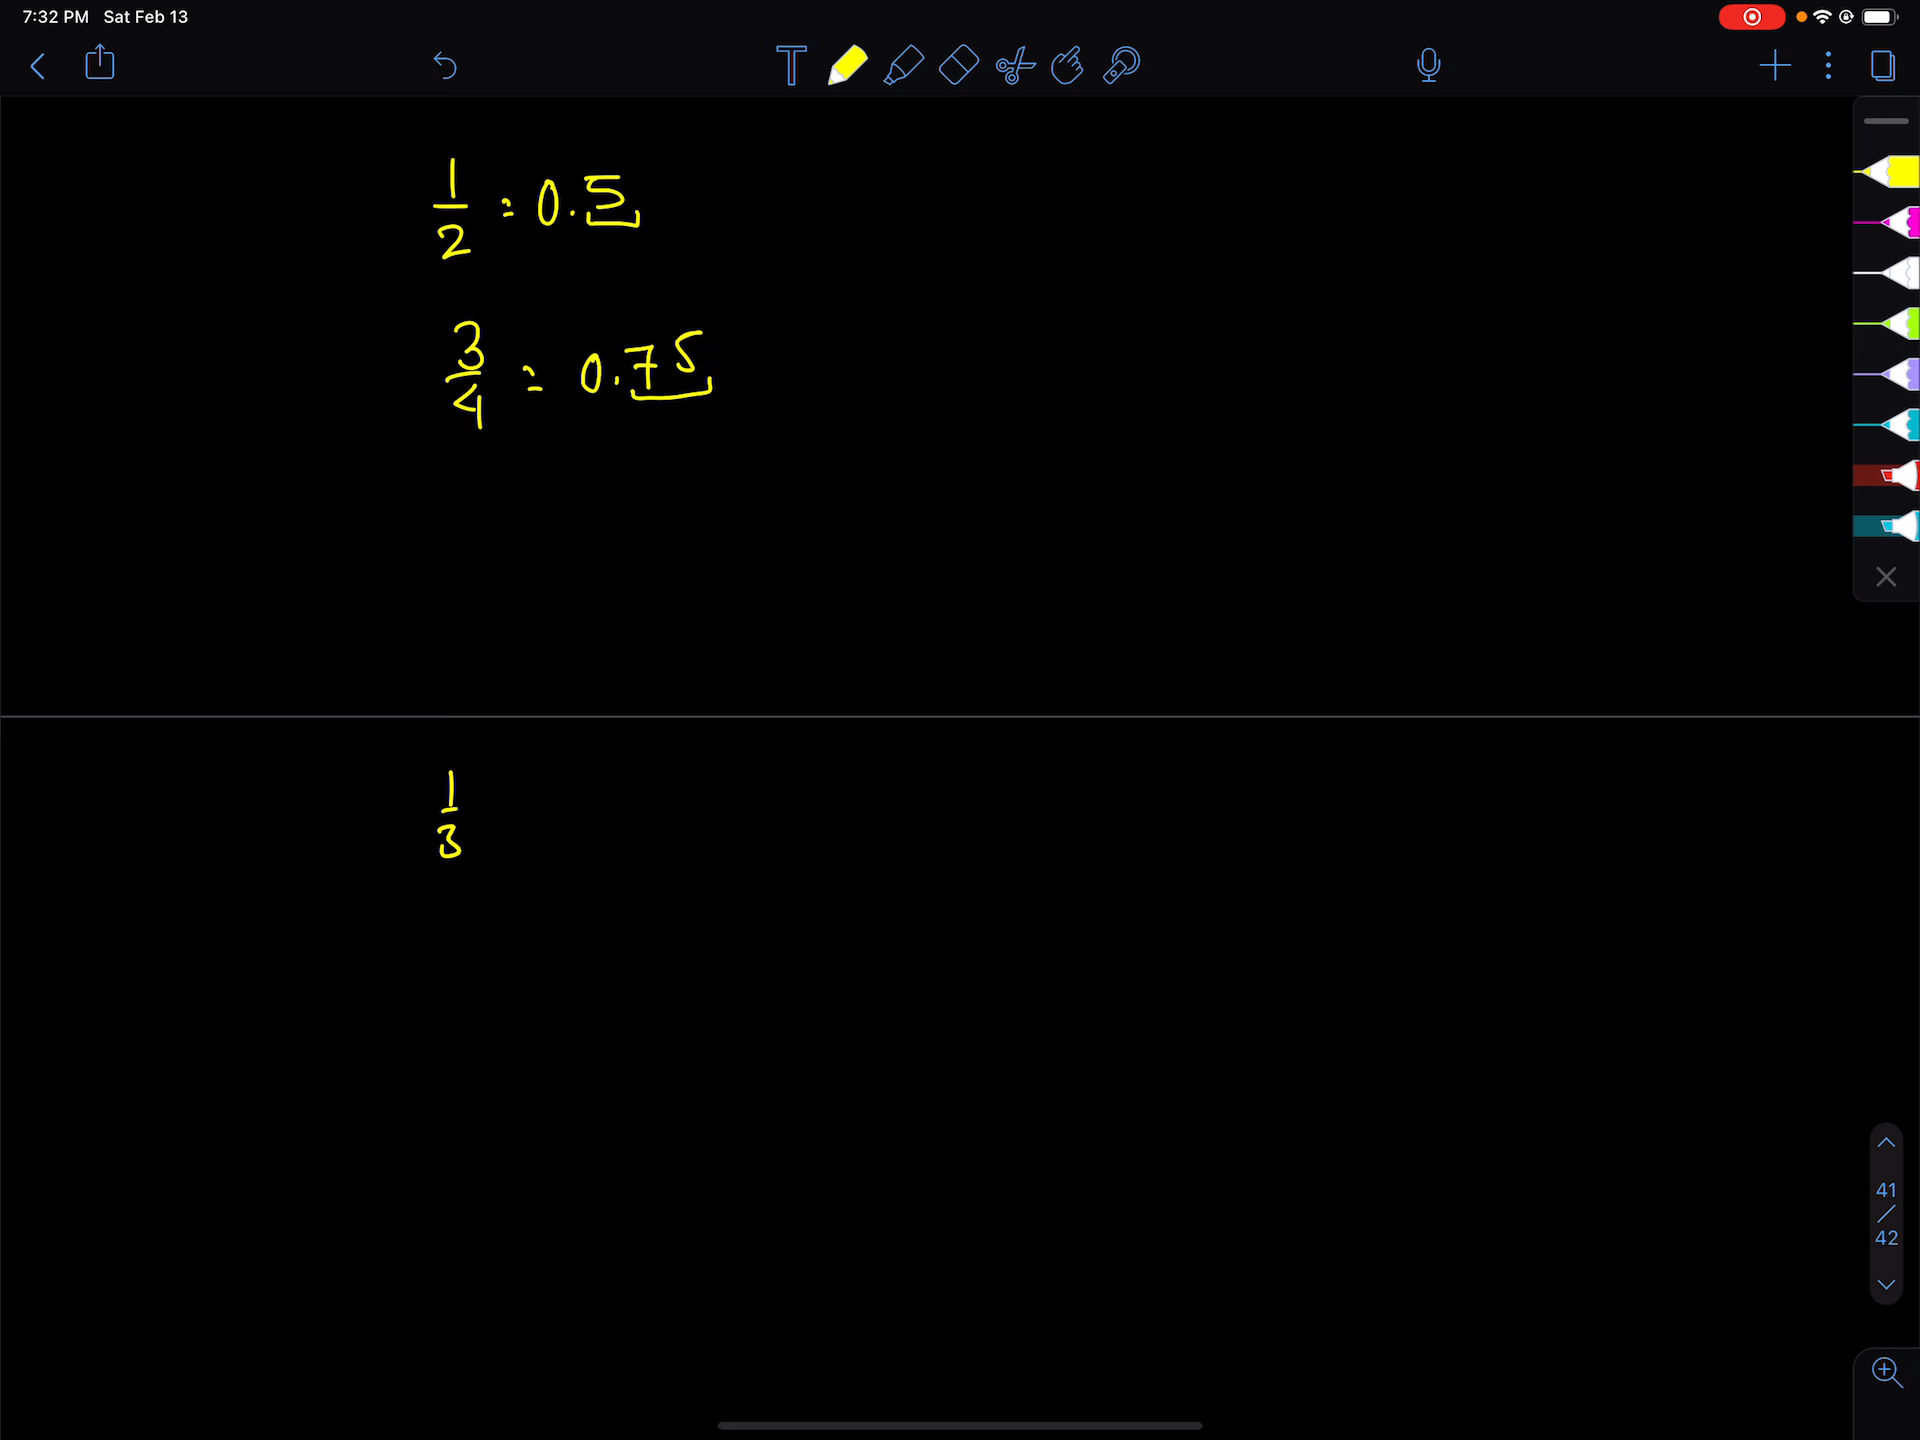 7:32 PM Sat Feb 13
1/2 = 0.5
3/4 = 0.75
1/3
41
/
42